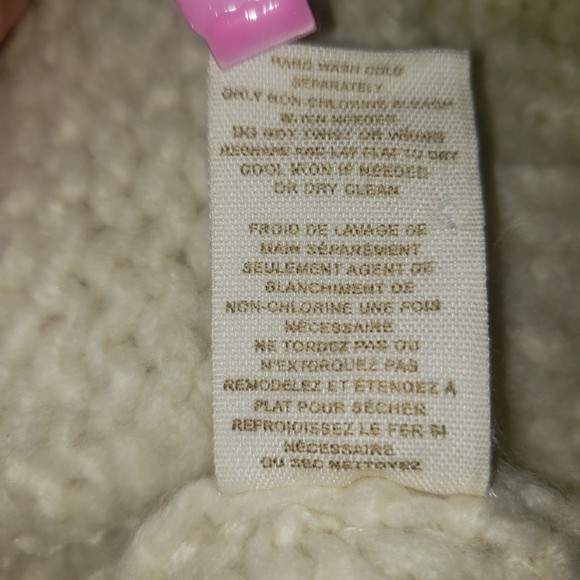 HAND WASH COLD
SEPARATELY
ONLY NON-CHLORINE BLEACH
WHEN NEEDED
DO NOT TWIST OR WRING
RESHAPE AND LAY FLAT TO DRY
COOL IRON IF NEEDED
OR DRY CLEAN
FROID DE LAVAGE DE
MAIN SÉPARÉMENT
SEULEMENT AGENT DE
BLANCHIMENT DE
NON-CHLORINE UNE FOIS
NÉCESSAIRE
NE TORDEZ PAS OU
N'EXTORQUEZ PAS
REMODELEZ ET ÉTENDEZ À
PLAT POUR SÉCHER
REFROIDISSEZ LE FER SI
NÉCESSAIRE
OU SEC NETTOYEZ